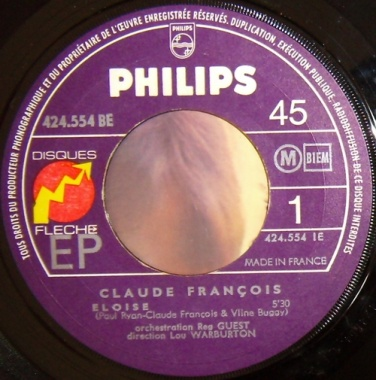 TOUS DROITS DU PRODUCTEUR PHONOGRAPHIQUE ET DU PROPRIÉTAIRE DE L'ŒUVRE ENREGISTRÉE RÉSERVÉS, DUPLICATION, EXÉCUTION PUBLIQUE, RADIODIFFUSION-DE CE DISQUE INTERDITES
PHILIPS
PHILIPS
424.554 BE
45
DISQUES
FLECHE
EP
M
BIEM
1
424.554 1E
MADE IN FRANCE
CLAUDE FRANÇOIS
ELOISE 5'30
(Paul Ryan-Claude François & Vline Buggy)
orchestration Reg GUEST
direction Lou WARBURTON